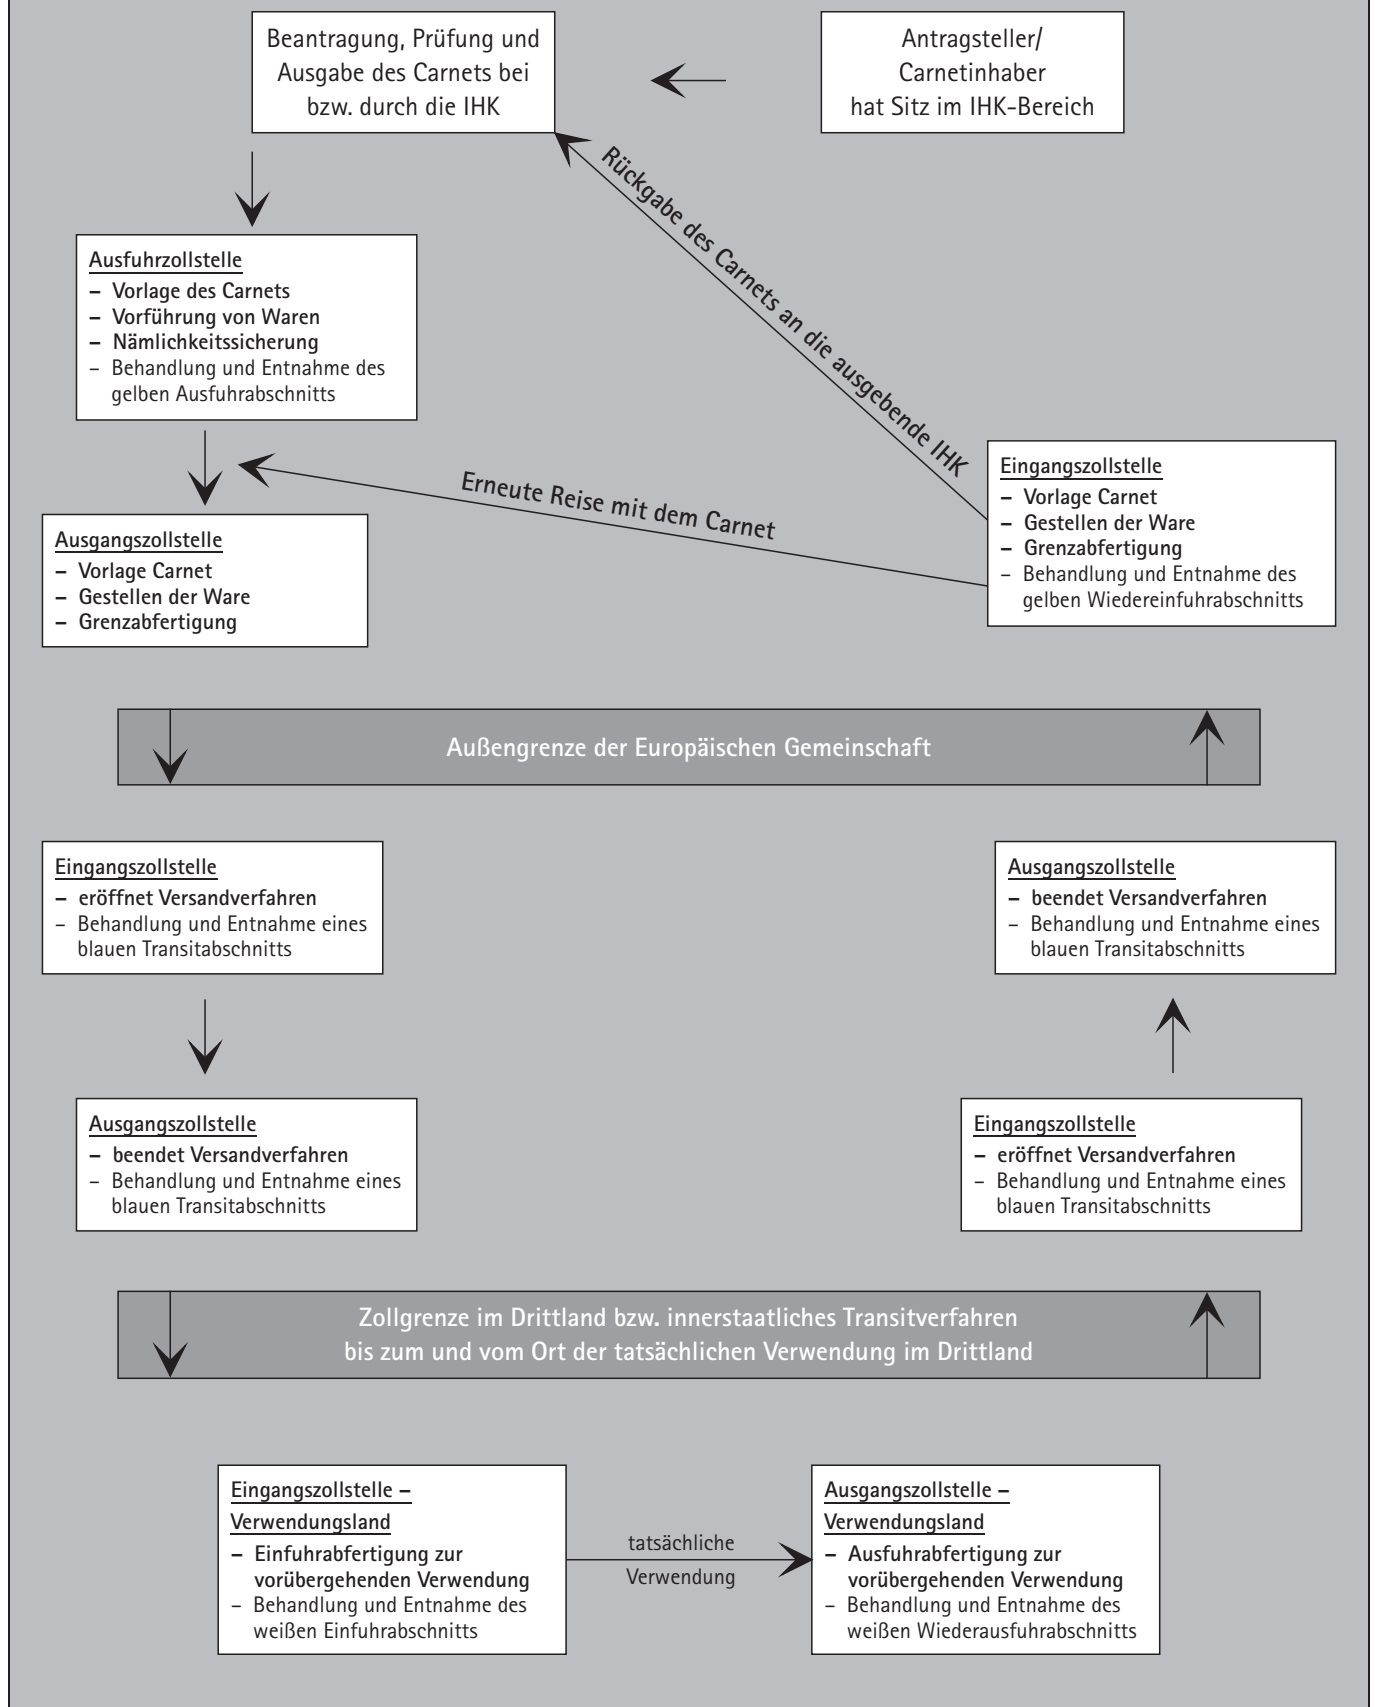 Beantragung, Prüfung und
Ausgabe des Carnets bei
bzw. durch die IHK
Antragsteller/
Carnetinhaber
hat Sitz im IHK-Bereich
Rückgabe des Carnets an die ausgebende IHK
Ausfuhrzollstelle
– Vorlage des Carnets
– Vorführung von Waren
– Nämlichkeitssicherung
– Behandlung und Entnahme des
gelben Ausfuhrabschnitts
Erneute Reise mit dem Carnet
Eingangszollstelle
– Vorlage Carnet
– Gestellen der Ware
– Grenzabfertigung
– Behandlung und Entnahme des
gelben Wiedereinfuhrabschnitts
Ausgangszollstelle
– Vorlage Carnet
– Gestellen der Ware
– Grenzabfertigung
Außengrenze der Europäischen Gemeinschaft
Eingangszollstelle
– eröffnet Versandverfahren
– Behandlung und Entnahme eines
blauen Transitabschnitts
Ausgangzollstelle
– beendet Versandverfahren
– Behandlung und Entnahme eines
blauen Transitabschnitts
Ausgangszollstelle
– beendet Versandverfahren
– Behandlung und Entnahme eines
blauen Transitabschnitts
Eingangszollstelle
– eröffnet Versandverfahren
– Behandlung und Entnahme eines
blauen Transitabschnitts
Zollgrenze im Drittland bzw. innerstaatliches Transitverfahren
bis zum und vom Ort der tatsächlichen Verwendung im Drittland
Eingangszollstelle –
Verwendungsland
– Einfuhrabfertigung zur
vorübergehenden Verwendung
– Behandlung und Entnahme des
weißen Einfuhrabschnitts
tatsächliche
Verwendung
Ausgangszollstelle –
Verwendungsland
– Ausfuhrabfertigung zur
vorübergehenden Verwendung
– Behandlung und Entnahme des
weißen Wiederausfuhrabschnitts